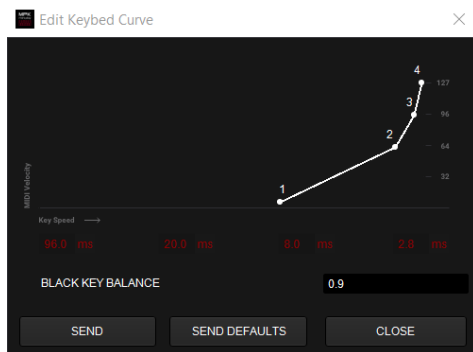 Edit Keybed Curve
4
127
3
96
2
64
32
1
MIDI Velocity
Key Speed
96.0 ms 20.0 ms 8.0 ms 2.8 ms
BLACK KEY BALANCE 0.9
SEND SEND DEFAULTS CLOSE